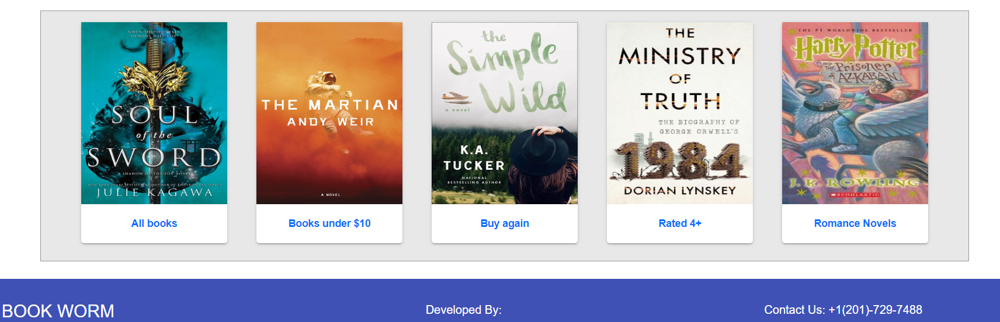 WHEN SHADOWS FALL
DEMONS WILL RISE.
SOUL
of the
SWORD
A SHADOW OF THE FOX NOVEL
NEW YORK TIMES BESTSELLING AUTHOR OF THE IRON FEY SERIES
JULIE KAGAWA
All books
THE MARTIAN
ANDY WEIR
A NOVEL
Books under $10
the
Simple
Wild
a novel
K.A.
TUCKER
NATIONAL
BESTSELLING AUTHOR
Buy again
THE
MINISTRY
OF
TRUTH
THE BIOGRAPHY OF
GEORGE ORWELL'S
1984
DORIAN LYNSKEY
Rated 4+
THE #1 WORLDWIDE BESTSELLER
Harry Potter
AND THE PRISONER
OF AZKABAN
J. K. ROWLING
SCHOLASTIC
Romance Novels
BOOK WORM
Developed By:
Contact Us: +1(201)-729-7488